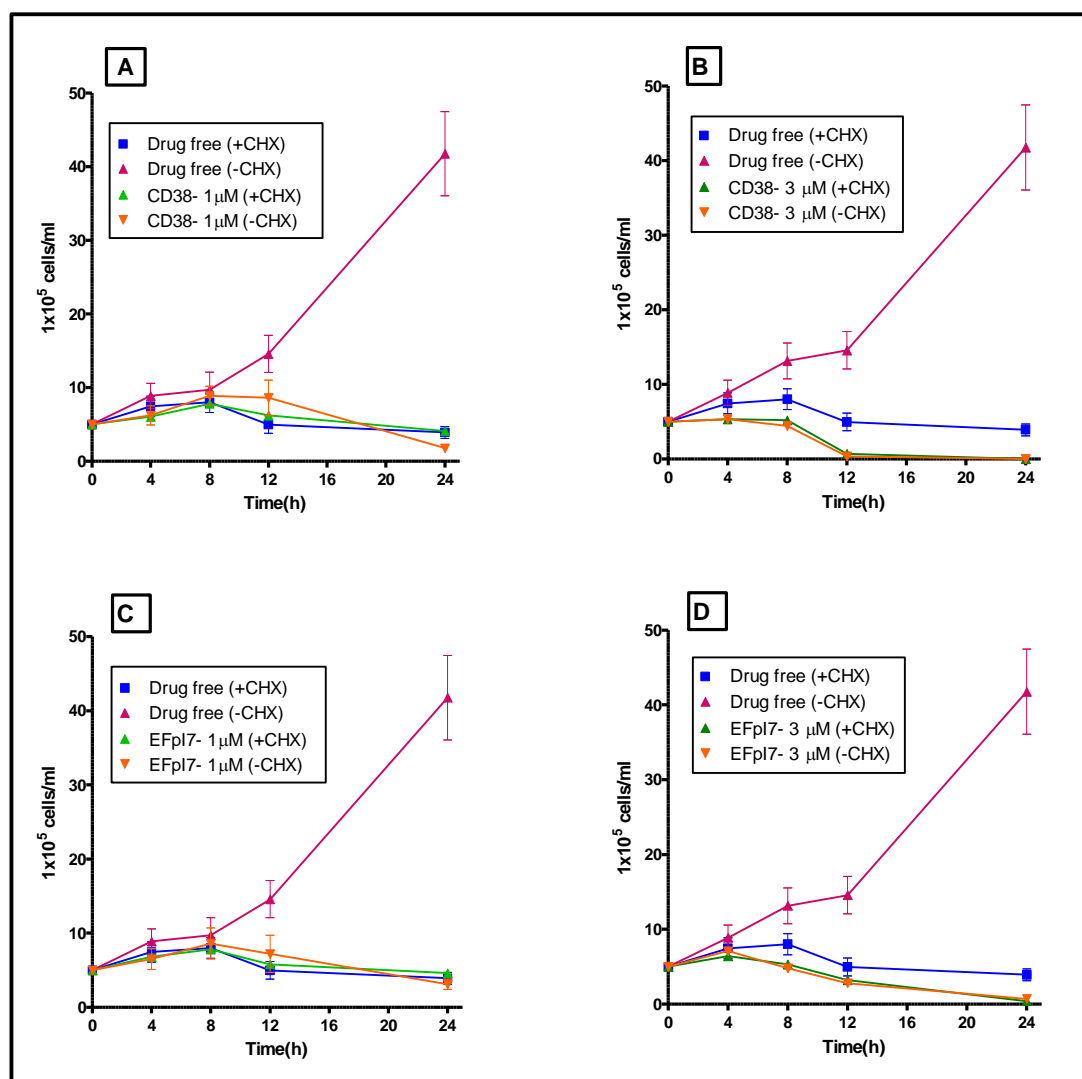 A
50
40
30
20
10
0
1x10⁵ cells/ml
Drug free (+CHX)
Drug free (-CHX)
CD38- 1μM (+CHX)
CD38- 1μM (-CHX)
0 4 8 12 16 20 24
Time(h)
B
50
40
30
20
10
0
1x10⁵ cells/ml
Drug free (+CHX)
Drug free (-CHX)
CD38- 3 μM (+CHX)
CD38- 3 μM (-CHX)
0 4 8 12 16 20 24
Time(h)
C
50
40
30
20
10
0
1x10⁵ cells/ml
Drug free (+CHX)
Drug free (-CHX)
EFpI7- 1μM (+CHX)
EFpI7- 1μM (-CHX)
0 4 8 12 16 20 24
Time(h)
D
50
40
30
20
10
0
1x10⁵ cells/ml
Drug free (+CHX)
Drug free (-CHX)
EFpI7- 3 μM (+CHX)
EFpI7- 3 μM (-CHX)
0 4 8 12 16 20 24
Time(h)